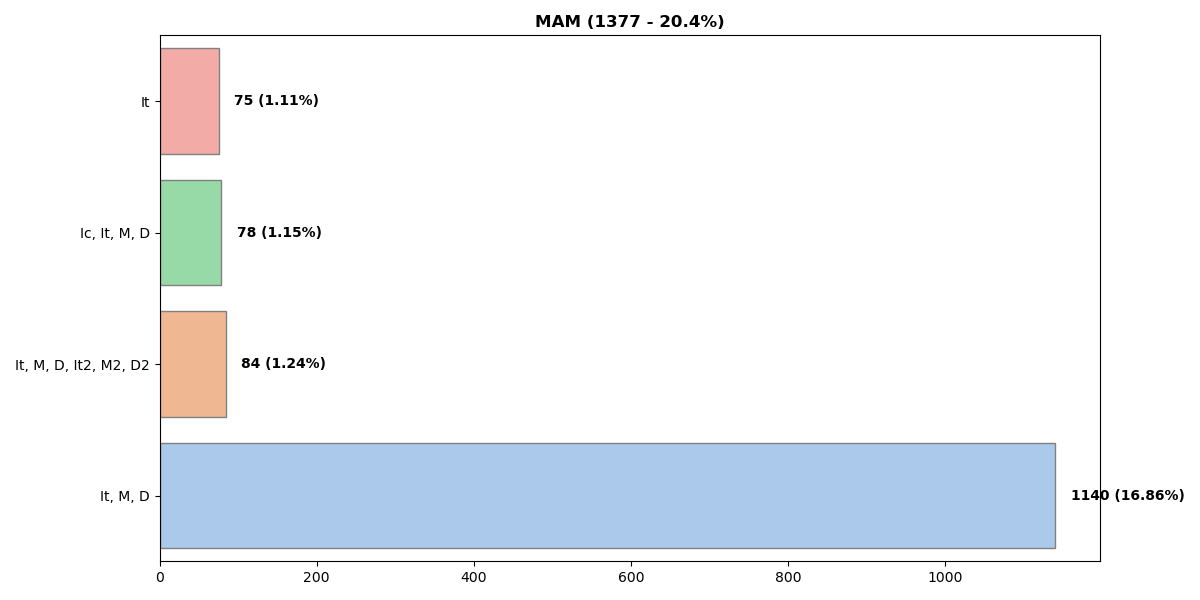 MAM (1377 - 20.4%)
It
75 (1.11%)
Ic, It, M, D
78 (1.15%)
It, M, D, It2, M2, D2
84 (1.24%)
It, M, D
1140 (16.86%)
0 200 400 600 800 1000